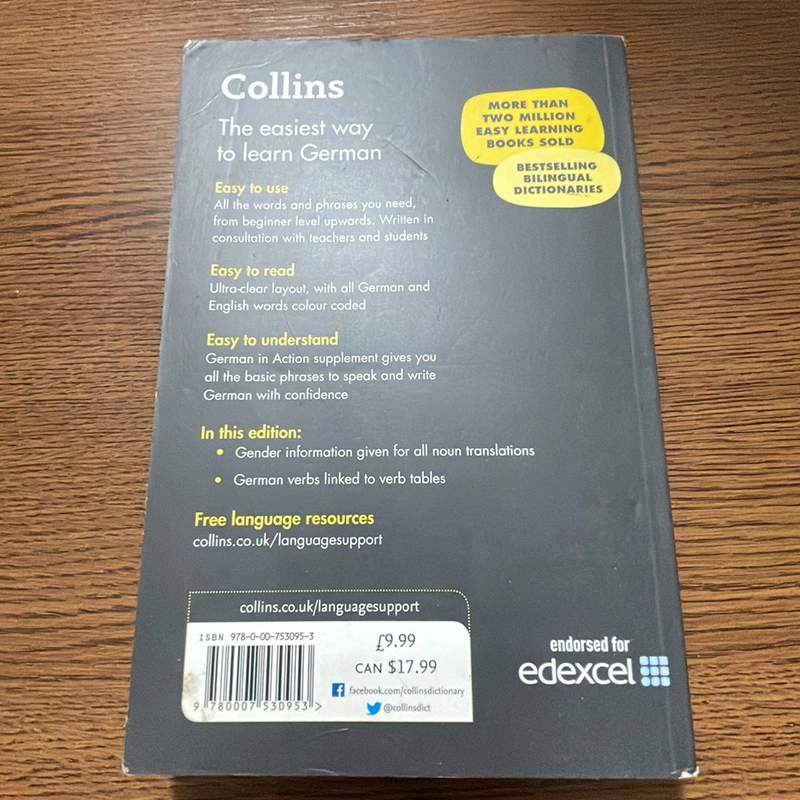 Collins
The easiest way
to learn German
MORE THAN
TWO MILLION
EASY LEARNING
BOOKS SOLD
BESTSELLING
BILINGUAL
DICTIONARIES
Easy to use
All the words and phrases you need,
from beginner level upwards. Written in
consultation with teachers and students
Easy to read
Ultra-clear layout, with all German and
English words colour coded
Easy to understand
German in Action supplement gives you
all the basic phrases to speak and write
German with confidence
In this edition:
• Gender information given for all noun translations
• German verbs linked to verb tables
Free language resources
collins.co.uk/languagesupport
collins.co.uk/languagesupport
ISBN 978-0-00-753095-3
9 780007 530953 >
£9.99
CAN $17.99
facebook.com/collinsdictionary
@collinsdict
endorsed for
edexcel